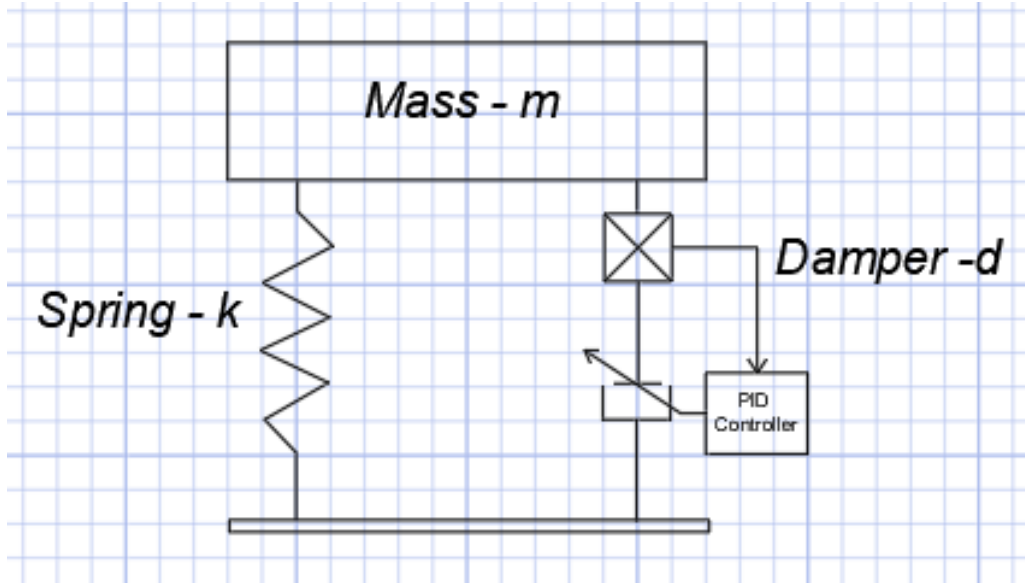 Mass - m
Damper -d
Spring - k
PID
Controller